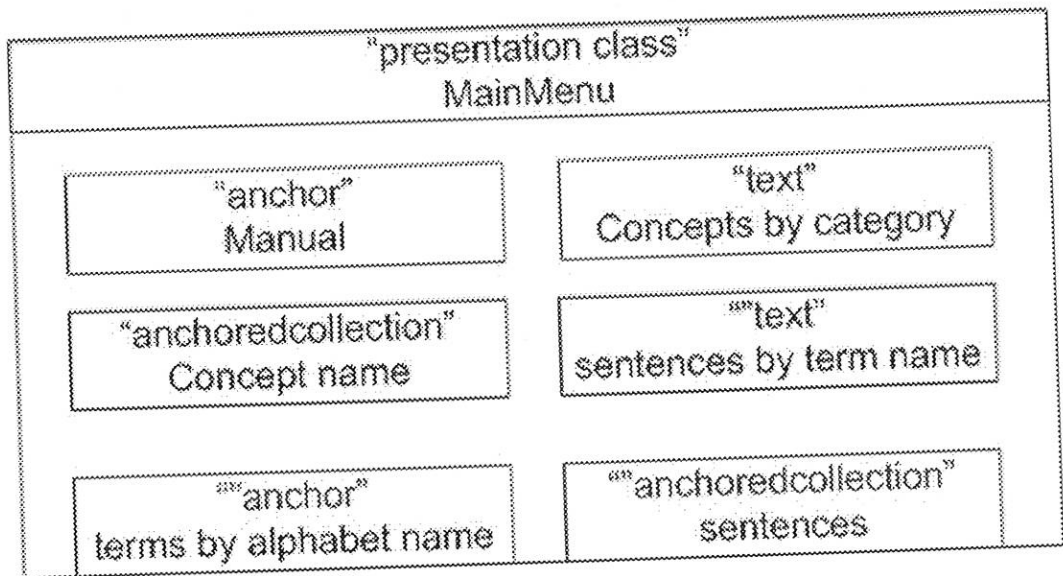 “presentation class”
MainMenu
“anchor”
Manual
“text”
Concepts by category
“anchoredcollection”
Concept name
“”text”
sentences by term name
“”anchor”
terms by alphabet name
“”anchoredcollection”
sentences